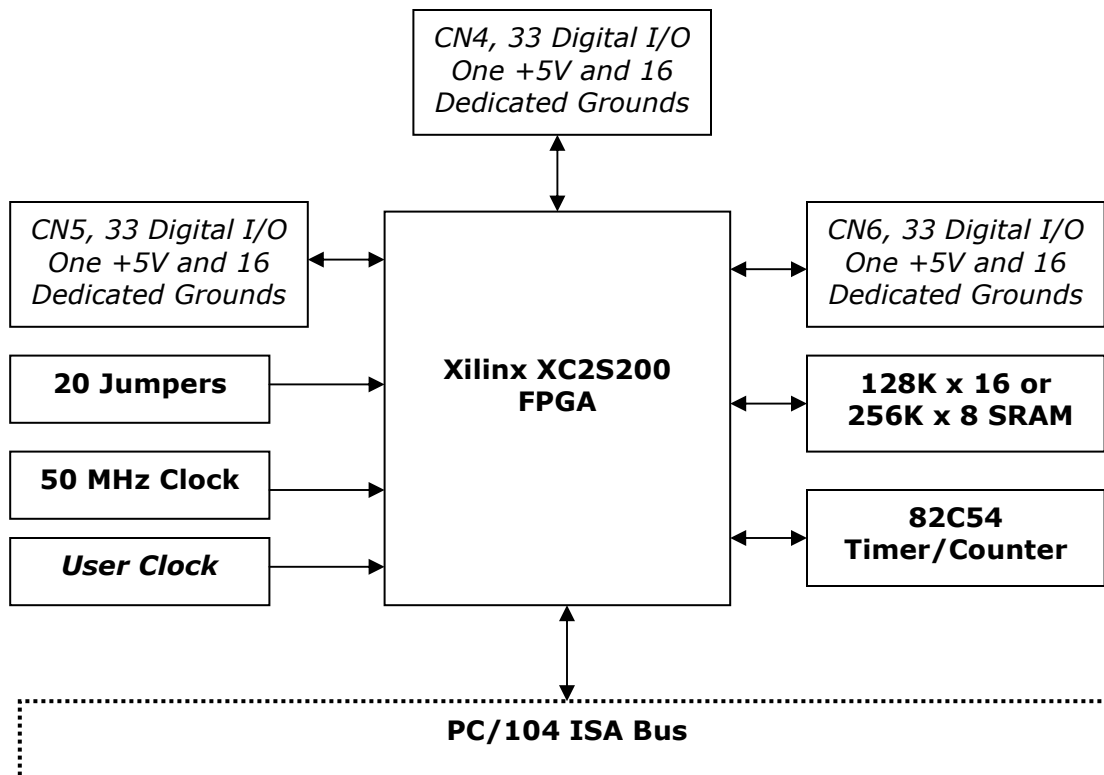 CN4, 33 Digital I/O
One +5V and 16
Dedicated Grounds
CN5, 33 Digital I/O
One +5V and 16
Dedicated Grounds
CN6, 33 Digital I/O
One +5V and 16
Dedicated Grounds
20 Jumpers
Xilinx XC2S200
FPGA
128K x 16 or
256K x 8 SRAM
50 MHz Clock
82C54
Timer/Counter
User Clock
PC/104 ISA Bus